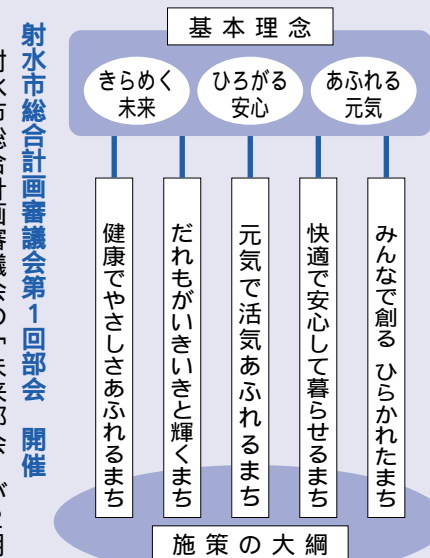 基本理念
きらめく
未来
ひろがる
安心
あふれる
元気
みんなで創る ひらかれたまち
快適で安心して暮らせるまち
元気で活気あふれるまち
だれもがいきいきと輝くまち
健康でやさしさあふれるまち
施策の大綱
射水市総合計画審議会第1回部会 開催